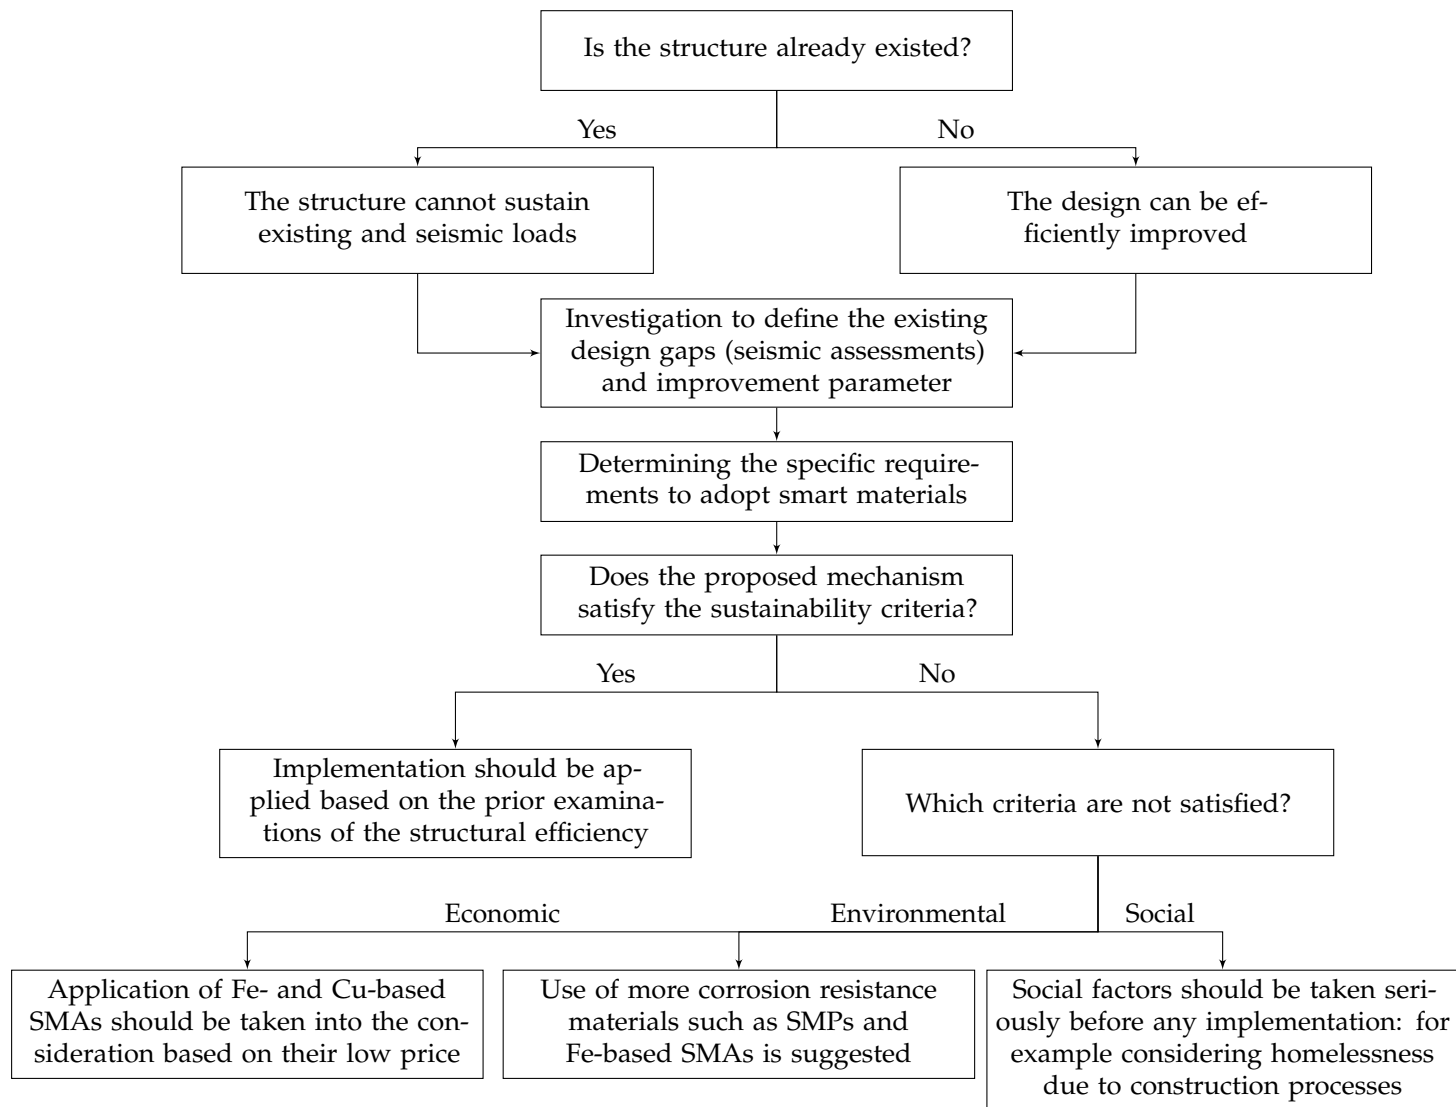 Is the structure already existed?
Yes
No
The structure cannot sustain
existing and seismic loads
The design can be ef-
ficiently improved
Investigation to define the existing
design gaps (seismic assessments)
and improvement parameter
Determining the specific require-
ments to adopt smart materials
Does the proposed mechanism
satisfy the sustainability criteria?
Yes
No
Implementation should be ap-
plied based on the prior examina-
tions of the structural efficiency
Which criteria are not satisfied?
Economic
Environmental
Social
Application of Fe- and Cu-based
SMAs should be taken into the con-
sideration based on their low price
Use of more corrosion resistance
materials such as SMPs and
Fe-based SMAs is suggested
Social factors should be taken seri-
ously before any implementation: for
example considering homelessness
due to construction processes